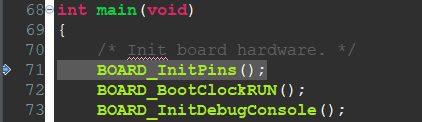 68 int main(void)
69 {
70 /* Init board hardware. */
71 BOARD_InitPins();
72 BOARD_BootClockRUN();
73 BOARD_InitDebugConsole();